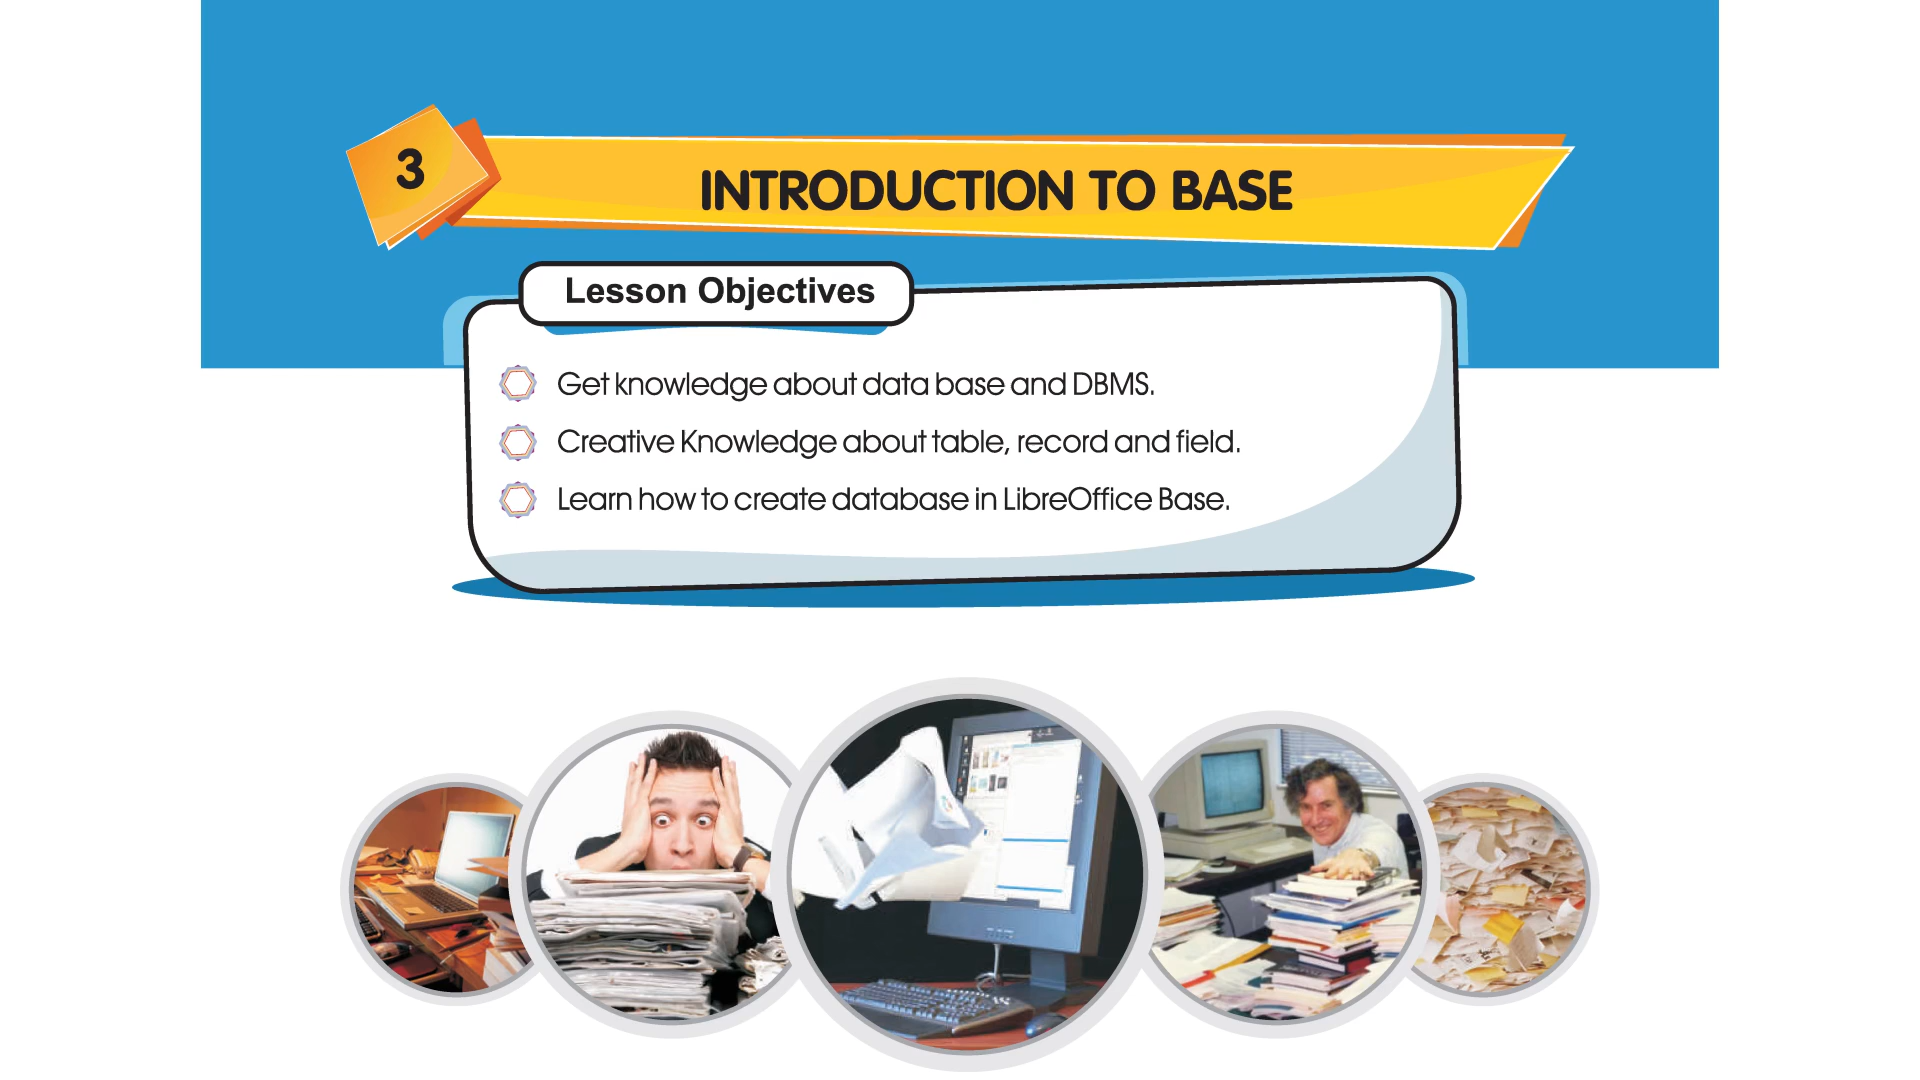 3
INTRODUCTION TO BASE
Lesson Objectives
Get knowledge about data base and DBMS.
Creative Knowledge about table, record and field.
Learn how to create database in LibreOffice Base.